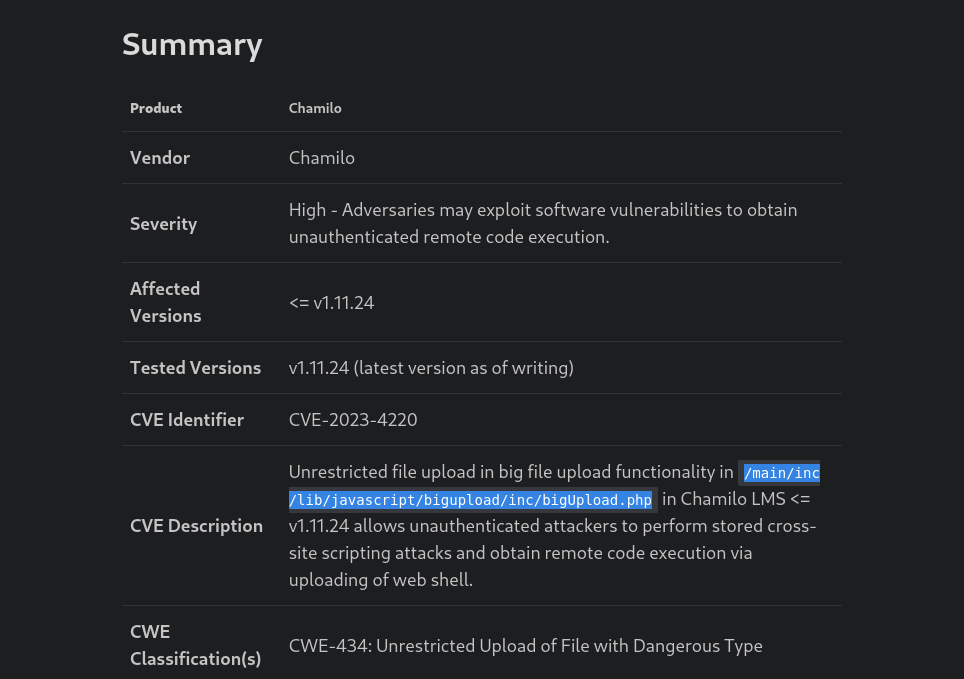 Summary
Product Chamilo
Vendor Chamilo
Severity High - Adversaries may exploit software vulnerabilities to obtain
unauthenticated remote code execution.
Affected
Versions <= v1.11.24
Tested Versions v1.11.24 (latest version as of writing)
CVE Identifier CVE-2023-4220
CVE Description Unrestricted file upload in big file upload functionality in /main/inc
/lib/javascript/bigupload/inc/bigUpload.php in Chamilo LMS <=
v1.11.24 allows unauthenticated attackers to perform stored cross-
site scripting attacks and obtain remote code execution via
uploading of web shell.
CWE
Classification(s) CWE-434: Unrestricted Upload of File with Dangerous Type